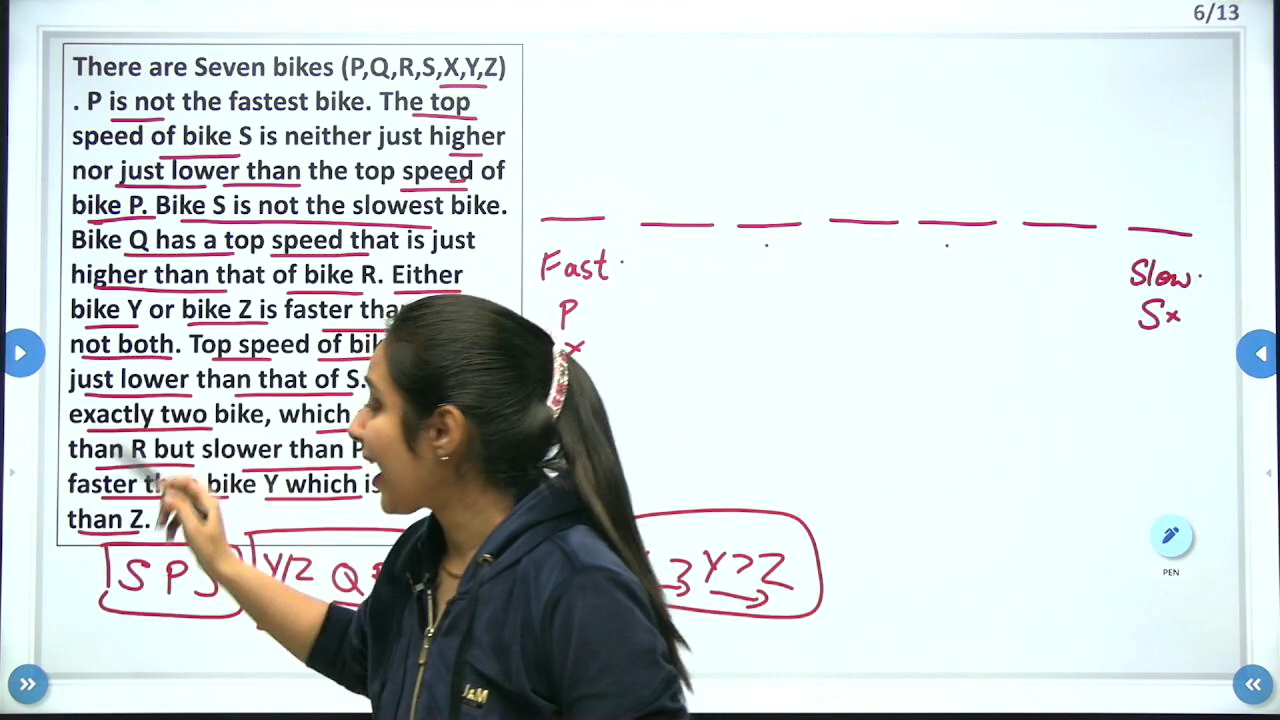 6/13
There are Seven bikes (P,Q,R,S,X,Y,Z)
. P is not the fastest bike. The top
speed of bike S is neither just higher
nor just lower than the top speed of
bike P. Bike S is not the slowest bike.
Bike Q has a top speed that is just
higher than that of bike R. Either
bike Y or bike Z is faster
not both. Top speed of
just lower than that of S.
exactly two bike, which
than R but slower than P
faster bike Y which is
than Z.
Fast
Slow
P
S×
×
S P S
Y/Z Q
Y>Z
PEN
J&M